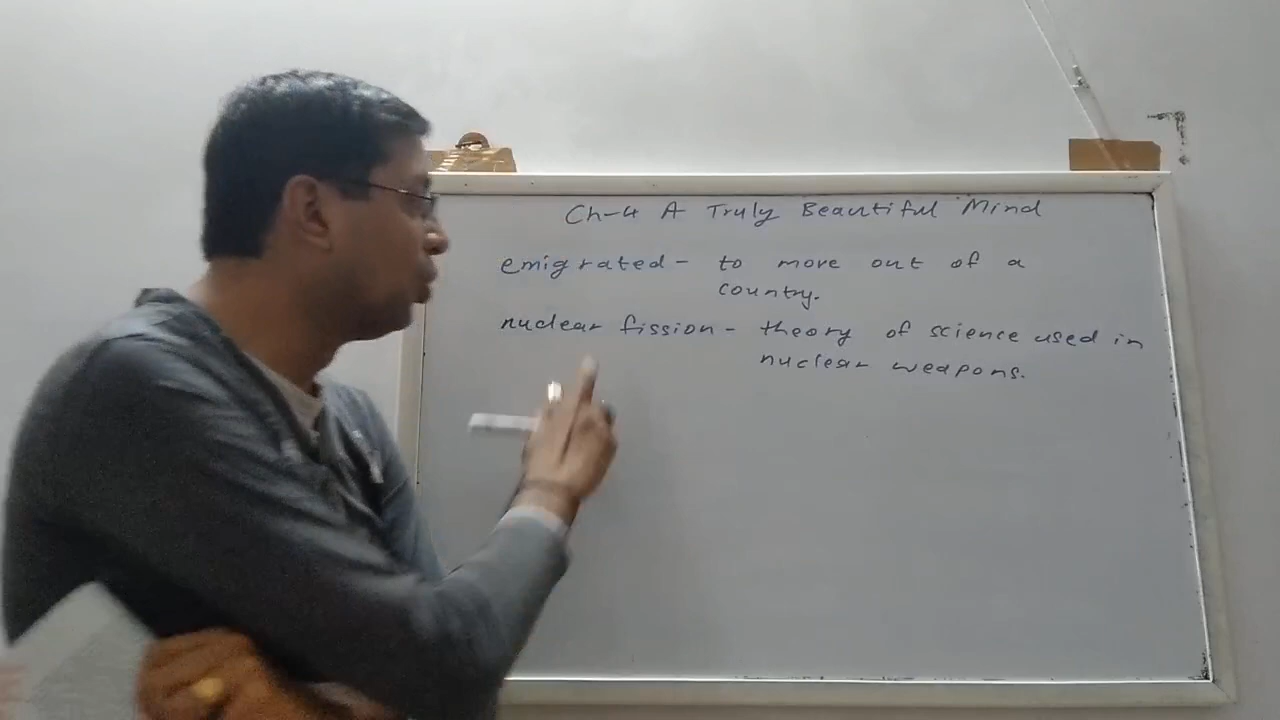 Ch-4 A Truly Beautiful Mind
emigrated - to move out of a
country.
nuclear fission - theory of science used in
nuclear weapons.